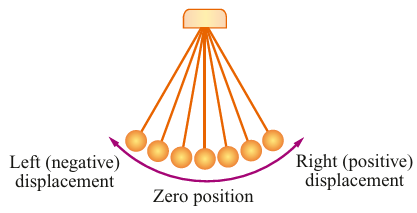 Left (negative)
displacement
Zero position
Right (positive)
displacement